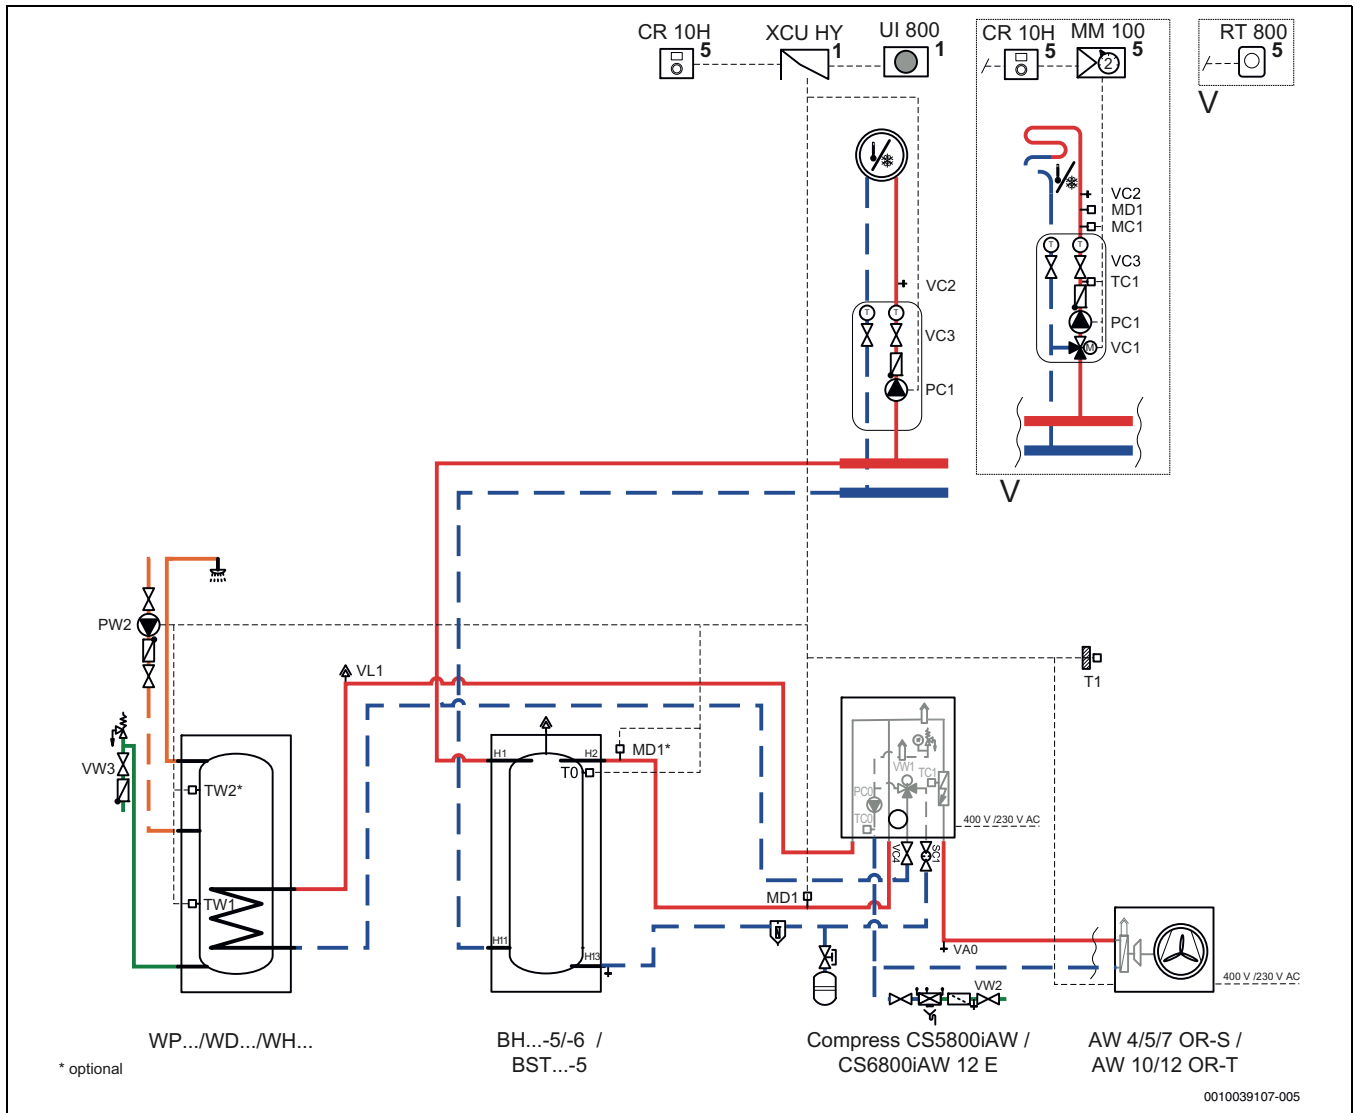 CR 10H
5
XCU HY
1
UI 800
1
CR 10H
5
MM 100
5
2
RT 800
5
V
VC2
MD1
MC1
T
T
VC3
TC1
PC1
M
VC1
V
VC2
T
T
VC3
PC1
PW2
VL1
T1
VW3
TW2*
TW1
H1
H2
MD1*
T0
H11
H13
VW1
TC1
PC0
TC0
400 V /230 V AC
VC4
SC1
MD1
VA0
VW2
400 V /230 V AC
WP.../WD.../WH...
BH...-5/-6 /
BST...-5
Compress CS5800iAW /
CS6800iAW 12 E
AW 4/5/7 OR-S /
AW 10/12 OR-T
* optional
0010039107-005